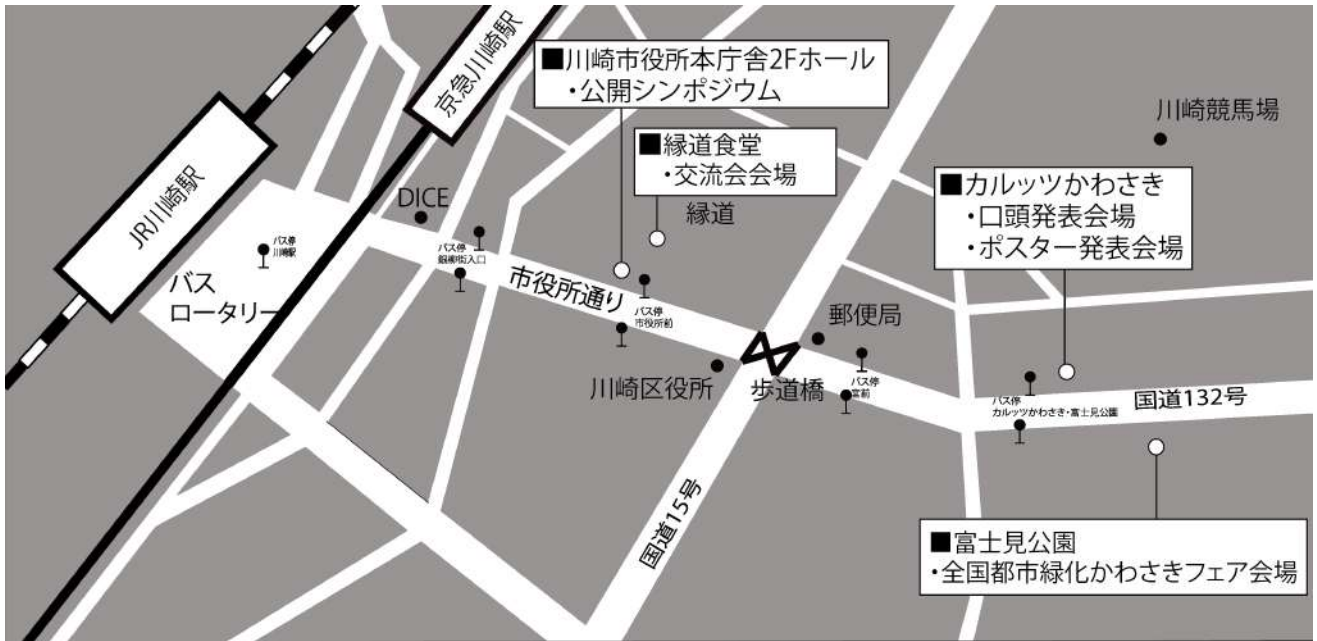 京急川崎駅
JR川崎駅
■川崎市役所本庁舎2Fホール
・公開シンポジウム
■縁道食堂
・交流会会場
縁道
川崎競馬場
■カルッツかわさき
・口頭発表会場
・ポスター発表会場
DICE
バス停
川崎駅
バス
ロータリー
バス停
銀柳街入口
市役所通り
バス停
市役所前
郵便局
川崎区役所
歩道橋
バス停
宮前
バス停
カルッツかわさき・富士見公園
国道132号
国道15号
■富士見公園
・全国都市緑化かわさきフェア会場